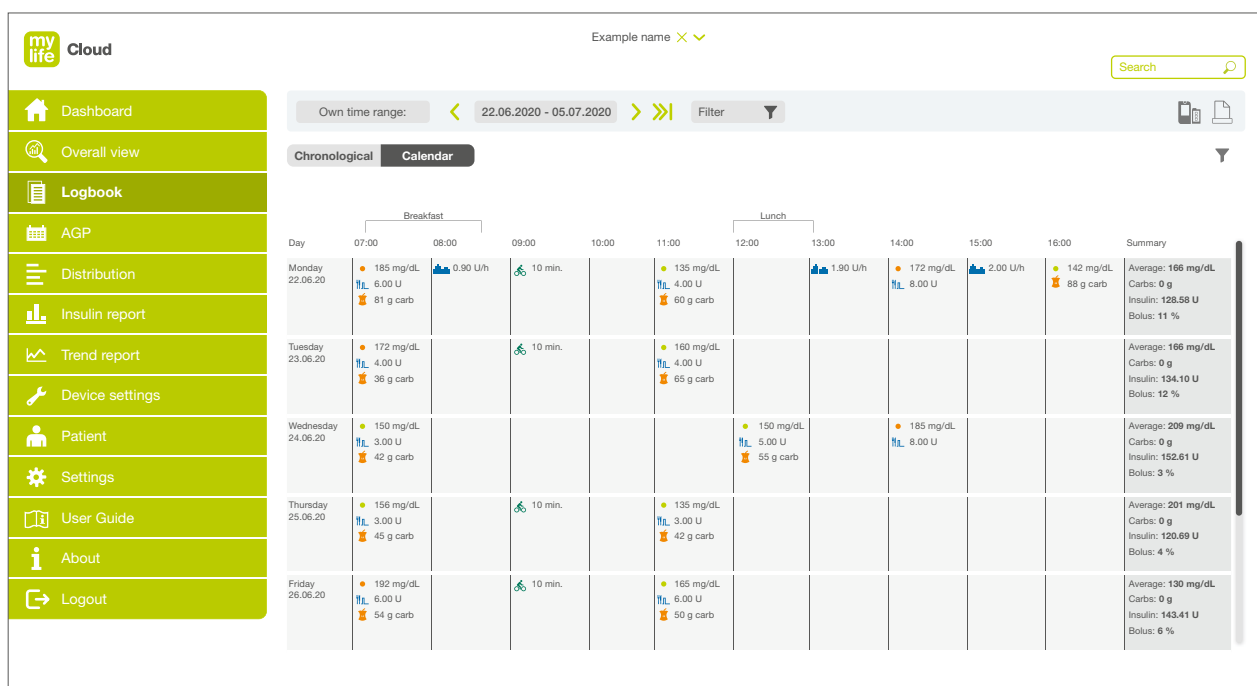 my life Cloud
Example name
Search
Dashboard
Overall view
Logbook
AGP
Distribution
Insulin report
Trend report
Device settings
Patient
Settings
User Guide
About
Logout
Own time range: 22.06.2020 - 05.07.2020 Filter
Chronological Calendar
Breakfast Lunch
Day 07:00 08:00 09:00 10:00 11:00 12:00 13:00 14:00 15:00 16:00 Summary
Monday 185 mg/dL 0.90 U/h 10 min. 135 mg/dL 1.90 U/h 172 mg/dL 2.00 U/h 142 mg/dL Average: 166 mg/dL
22.06.20 6.00 U 4.00 U 8.00 U 88 g carb Carbs: 0 g
81 g carb 60 g carb Insulin: 128.58 U
Bolus: 11 %
Tuesday 172 mg/dL 10 min. 160 mg/dL Average: 166 mg/dL
23.06.20 4.00 U 4.00 U Carbs: 0 g
36 g carb 65 g carb Insulin: 134.10 U
Bolus: 12 %
Wednesday 150 mg/dL 150 mg/dL 185 mg/dL Average: 209 mg/dL
24.06.20 3.00 U 5.00 U 8.00 U Carbs: 0 g
42 g carb 55 g carb Insulin: 152.61 U
Bolus: 3 %
Thursday 156 mg/dL 10 min. 135 mg/dL Average: 201 mg/dL
25.06.20 3.00 U 3.00 U Carbs: 0 g
45 g carb 42 g carb Insulin: 120.69 U
Bolus: 4 %
Friday 192 mg/dL 10 min. 165 mg/dL Average: 130 mg/dL
26.06.20 6.00 U 6.00 U Carbs: 0 g
54 g carb 50 g carb Insulin: 143.41 U
Bolus: 6 %